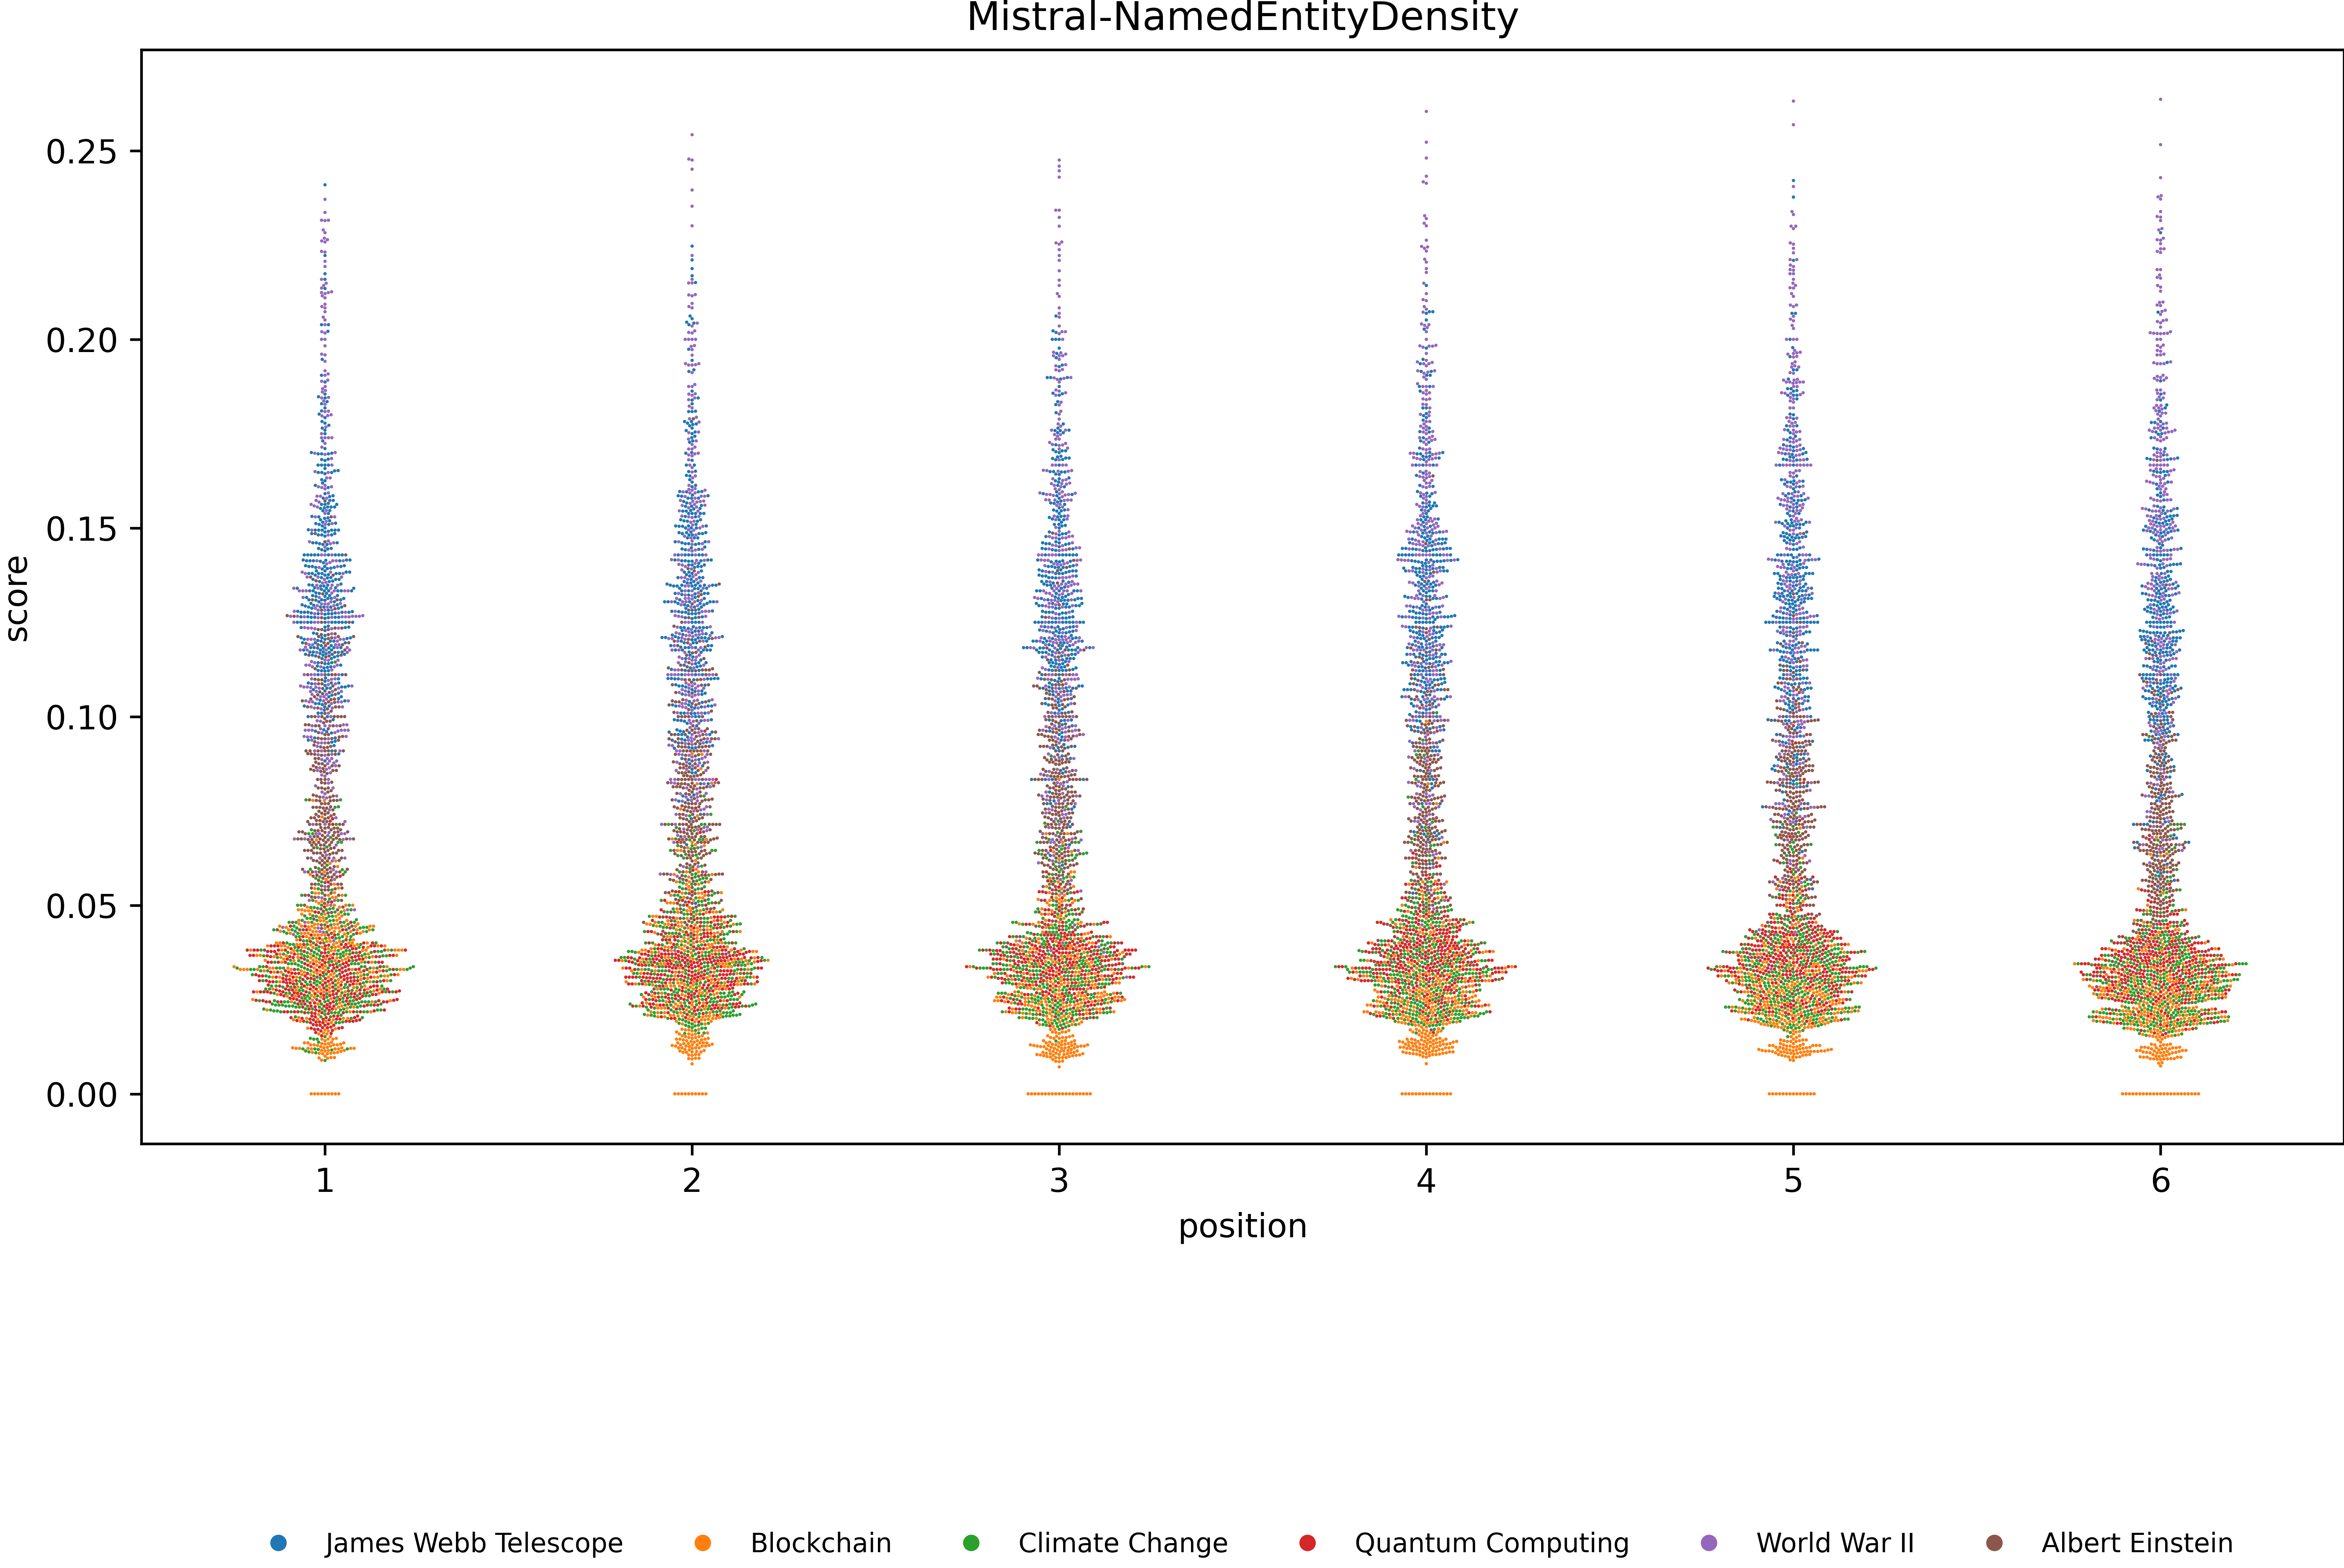 Mistral-NamedEntityDensity
score
0.25
0.20
0.15
0.10
0.05
0.00
1 2 3 4 5 6
position
James Webb Telescope Blockchain Climate Change Quantum Computing World War II Albert Einstein